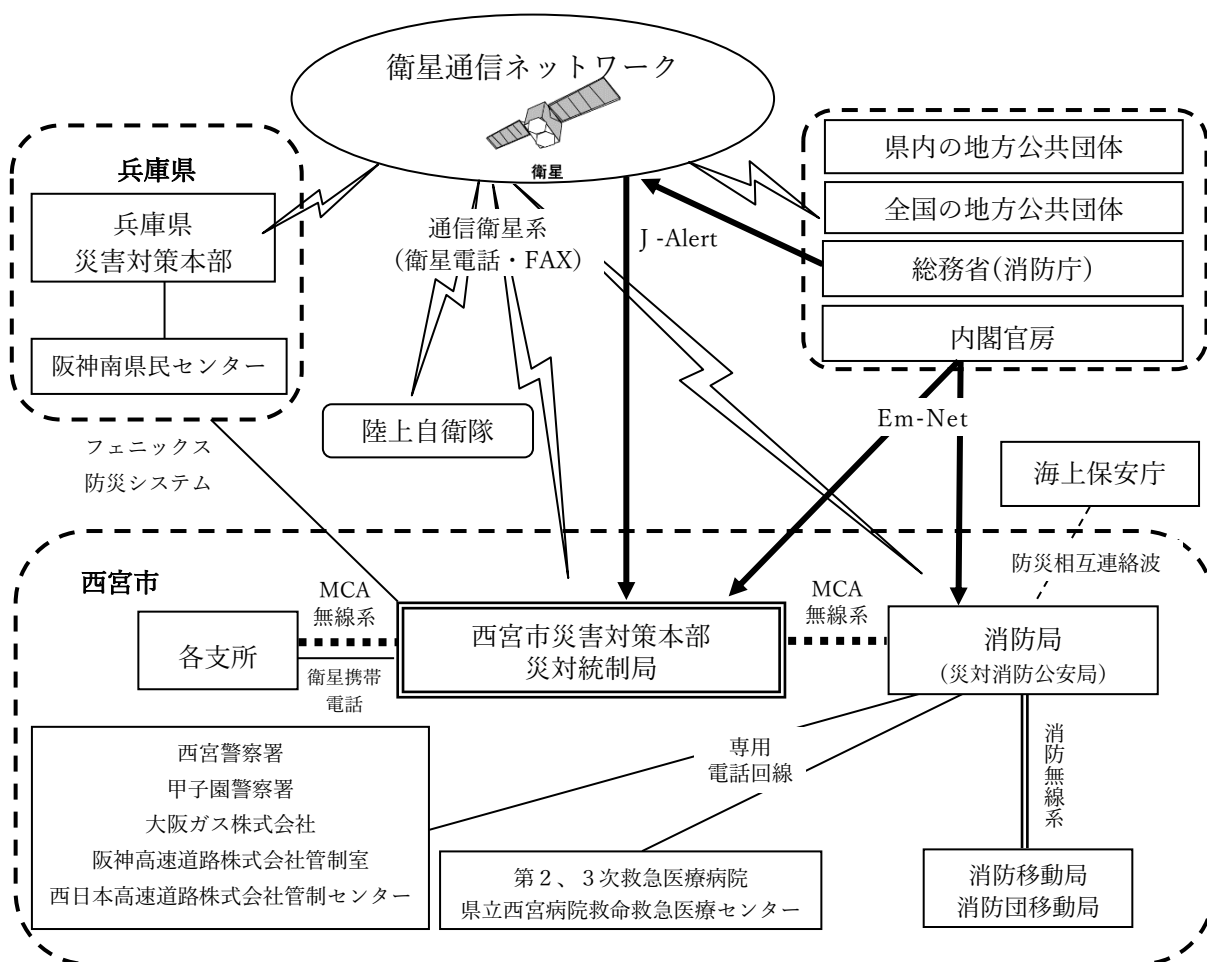 衛星通信ネットワーク
衛星
兵庫県
兵庫県
災害対策本部
阪神南県民センター
通信衛星系
(衛星電話・FAX)
J -Alert
県内の地方公共団体
全国の地方公共団体
総務省(消防庁)
内閣官房
陸上自衛隊
Em-Net
フェニックス
防災システム
海上保安庁
防災相互連絡波
西宮市
MCA
無線系
各支所
衛星携帯
電話
西宮市災害対策本部
災対統制局
MCA
無線系
消防局
(災対消防公安局)
西宮警察署
甲子園警察署
大阪ガス株式会社
阪神高速道路株式会社管制室
西日本高速道路株式会社管制センター
専用
電話回線
消防無線系
第２、３次救急医療病院
県立西宮病院救命救急医療センター
消防移動局
消防団移動局